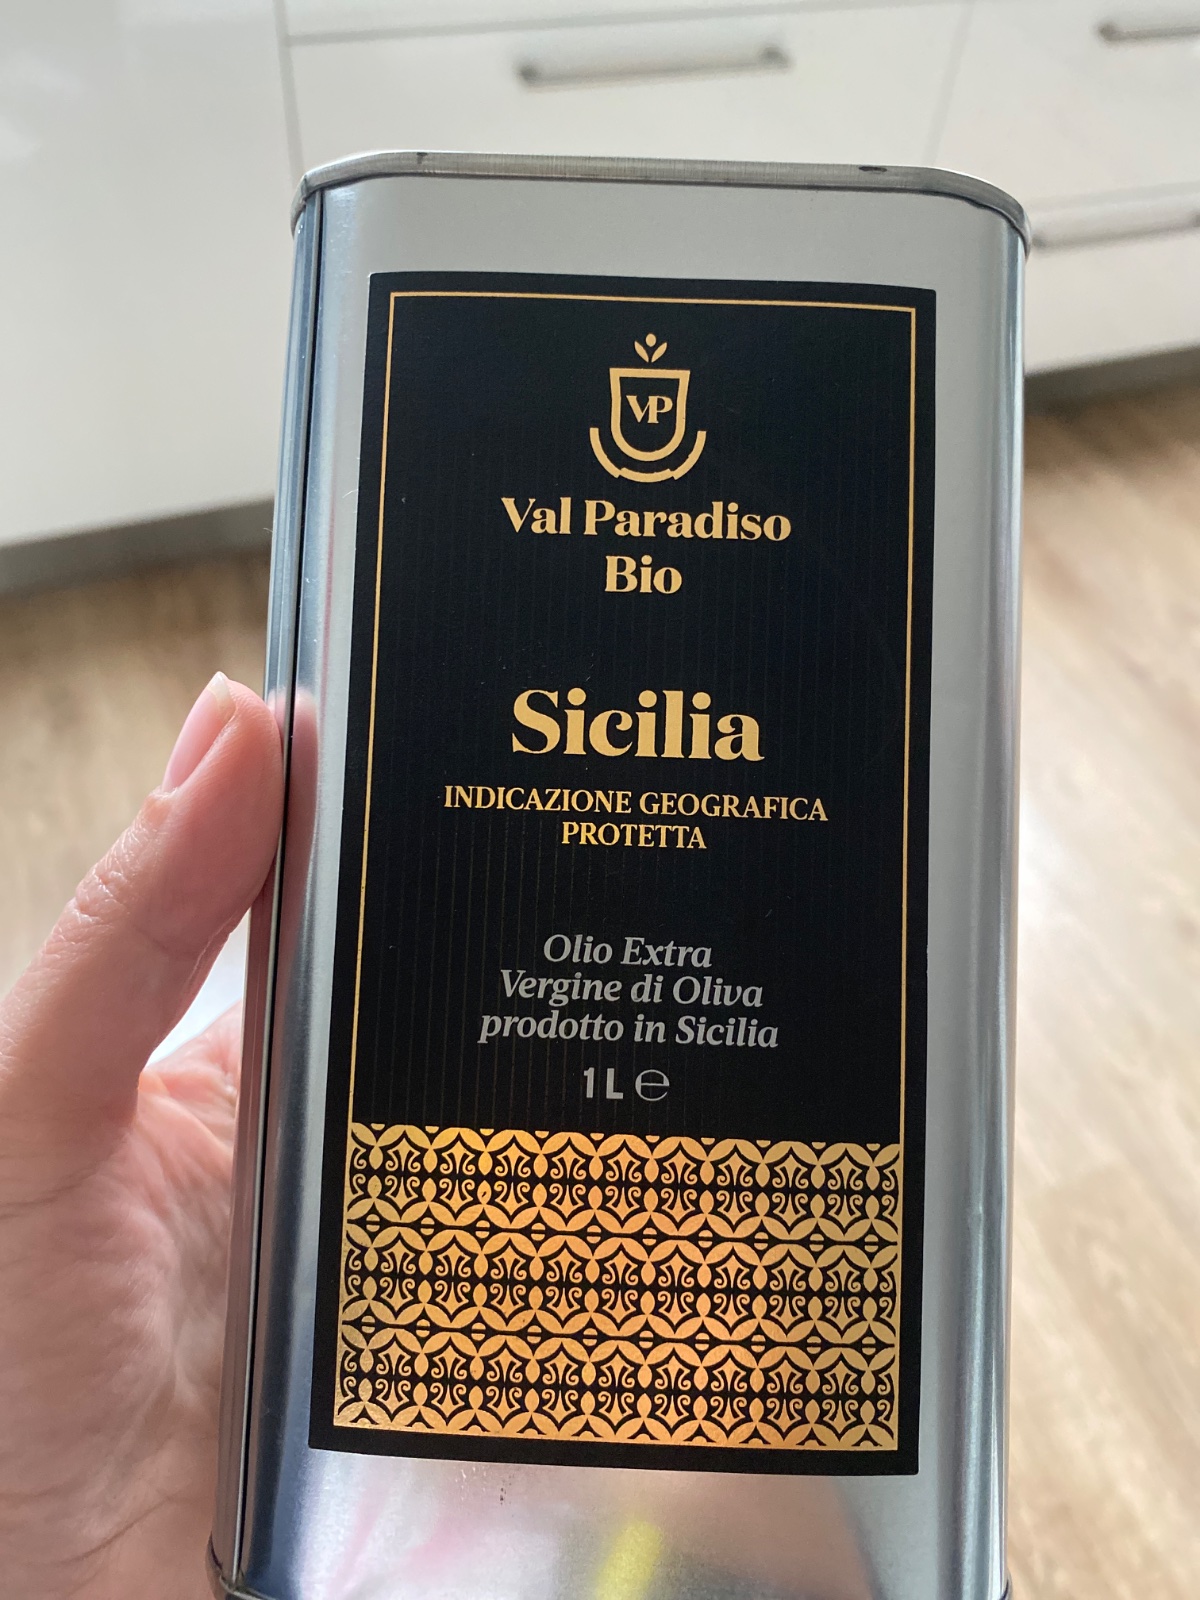 VP
Val Paradiso
Bio
Sicilia
INDICAZIONE GEOGRAFICA
PROTETTA
Olio Extra
Vergine di Oliva
prodotto in Sicilia
1 L ℮